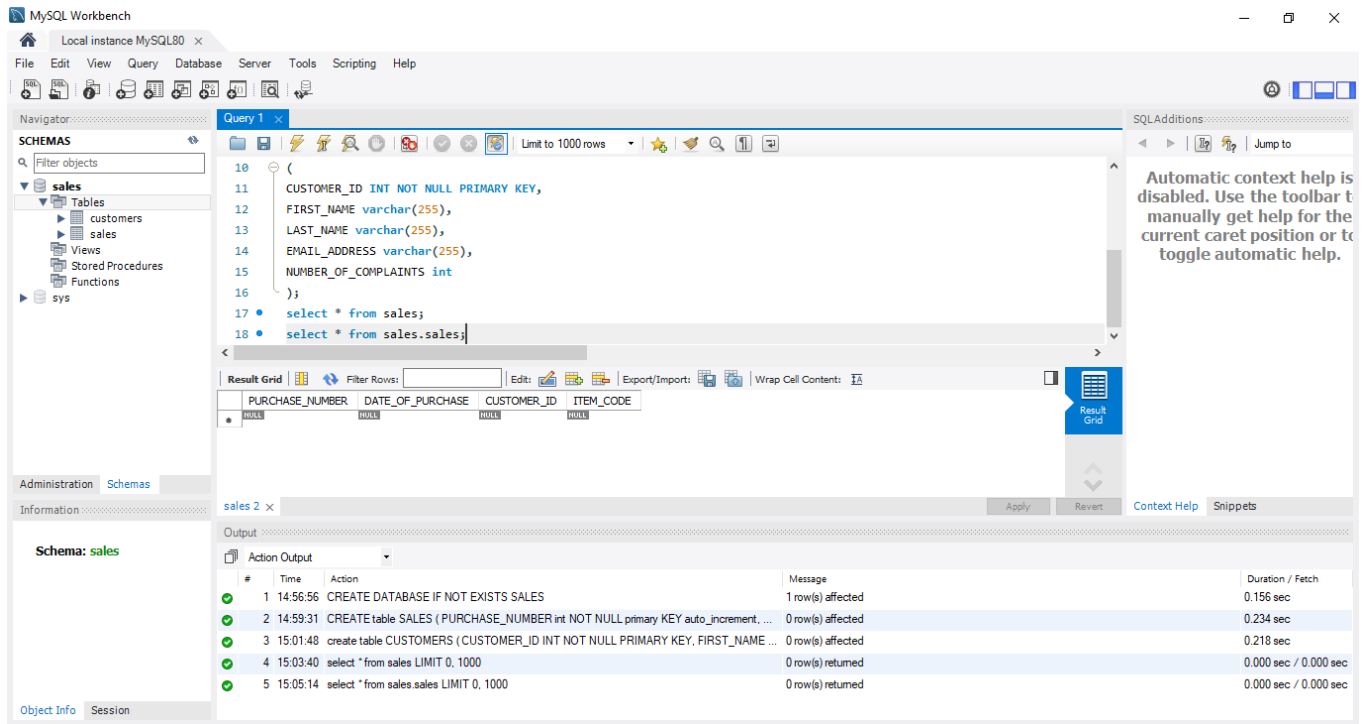 MySQL Workbench
Local instance MySQL80
File Edit View Query Database Server Tools Scripting Help
Navigator
SCHEMAS
Filter objects
sales
Tables
customers
sales
Views
Stored Procedures
Functions
sys
Administration Schemas
Information
Schema: sales
Object Info Session
Query 1
Limit to 1000 rows
10 (
11 CUSTOMER_ID INT NOT NULL PRIMARY KEY,
12 FIRST_NAME varchar(255),
13 LAST_NAME varchar(255),
14 EMAIL_ADDRESS varchar(255),
15 NUMBER_OF_COMPLAINTS int
16 );
17 select * from sales;
18 select * from sales.sales;
Result Grid Filter Rows: Edit: Export/Import: Wrap Cell Content:
PURCHASE_NUMBER DATE_OF_PURCHASE CUSTOMER_ID ITEM_CODE
NULL NULL NULL NULL
Result
Grid
sales 2 Apply Revert
Output
Action Output
# Time Action Message Duration / Fetch
1 14:56:56 CREATE DATABASE IF NOT EXISTS SALES 1 row(s) affected 0.156 sec
2 14:59:31 CREATE table SALES ( PURCHASE_NUMBER int NOT NULL primary KEY auto_increment, ... 0 row(s) affected 0.234 sec
3 15:01:48 create table CUSTOMERS ( CUSTOMER_ID INT NOT NULL PRIMARY KEY, FIRST_NAME ... 0 row(s) affected 0.218 sec
4 15:03:40 select * from sales LIMIT 0, 1000 0 row(s) returned 0.000 sec / 0.000 sec
5 15:05:14 select * from sales.sales LIMIT 0, 1000 0 row(s) returned 0.000 sec / 0.000 sec
SQLAdditions
Jump to
Automatic context help is
disabled. Use the toolbar t
manually get help for the
current caret position or to
toggle automatic help.
Context Help Snippets